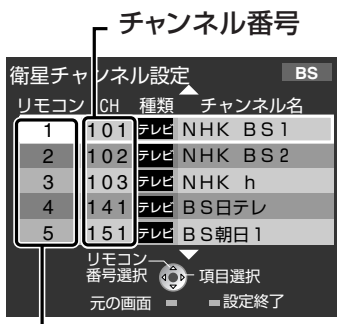 チャンネル番号
衛星チャンネル設定 BS
リモコン CH 種類 チャンネル名
1 101 テレビ NHK BS1
2 102 テレビ NHK BS2
3 103 テレビ NHK h
4 141 テレビ BS日テレ
5 151 テレビ BS朝日1
リモコン
番号選択 項目選択
元の画面 設定終了